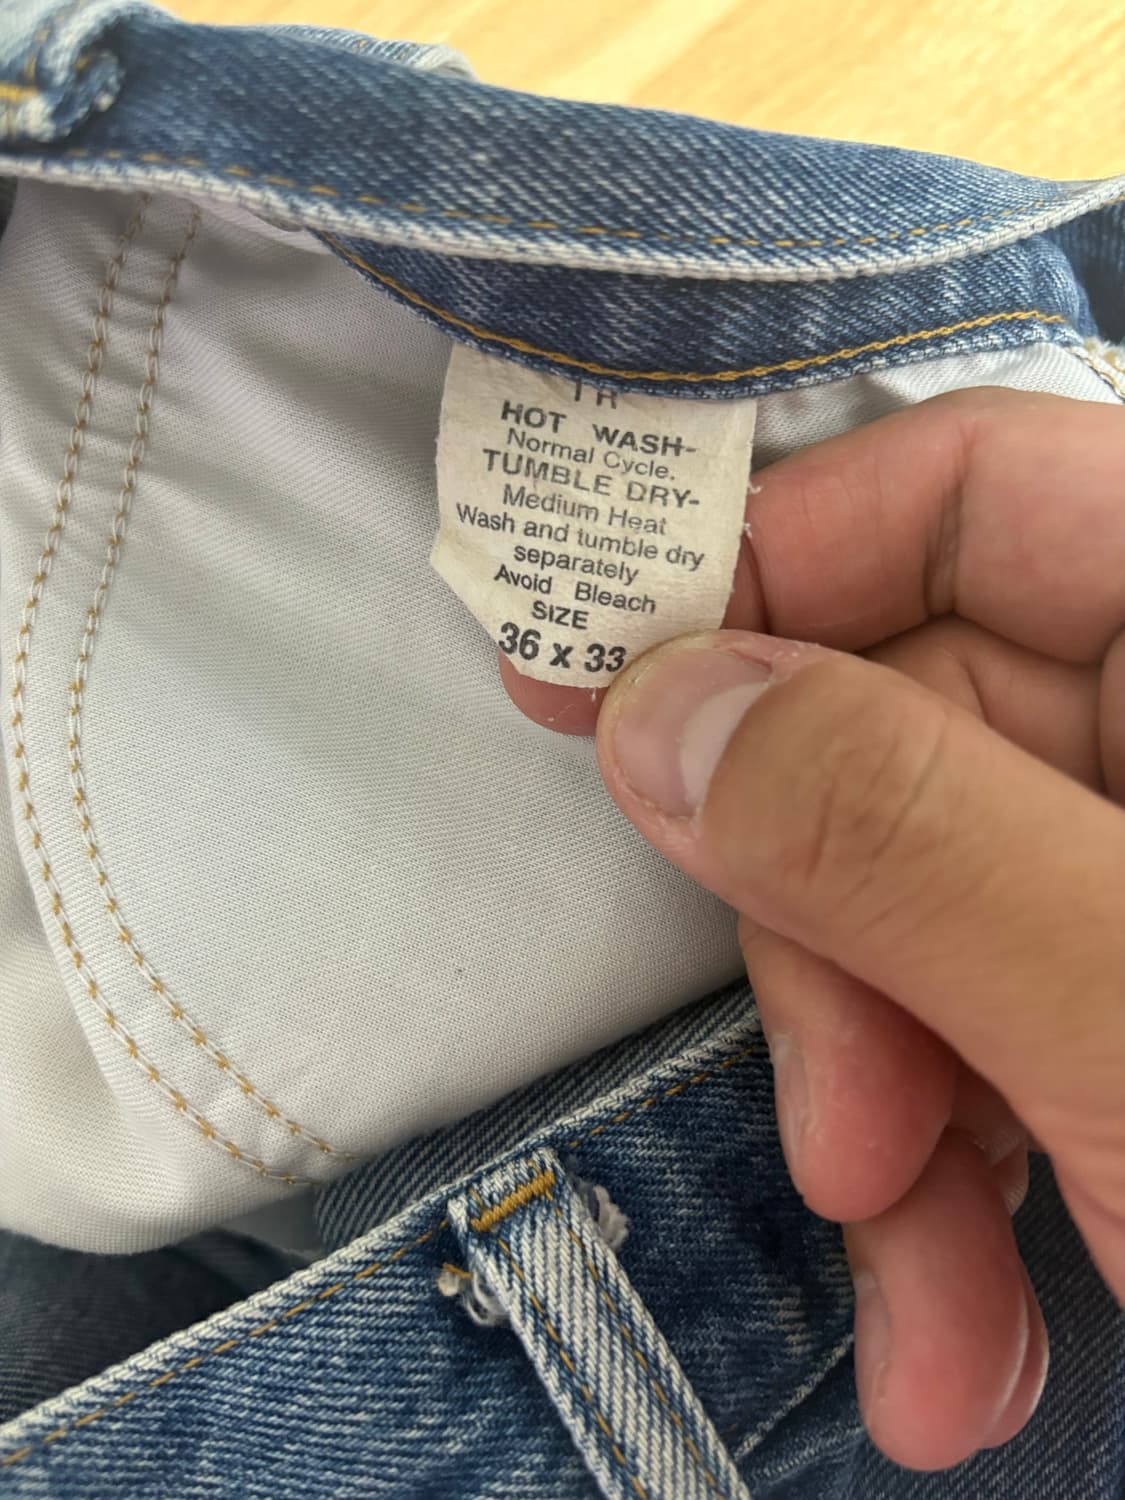 HOT WASH-
Normal Cycle.
TUMBLE DRY-
Medium Heat
Wash and tumble dry
separately
Avoid Bleach
SIZE
36 x 33